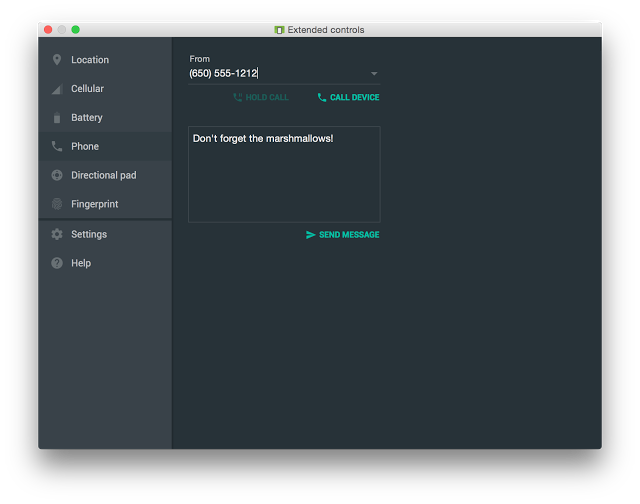 Extended controls
Location
Cellular
Battery
Phone
Directional pad
Fingerprint
Settings
Help
From
(650) 555-1212
HOLD CALL
CALL DEVICE
Don't forget the marshmallows!
SEND MESSAGE